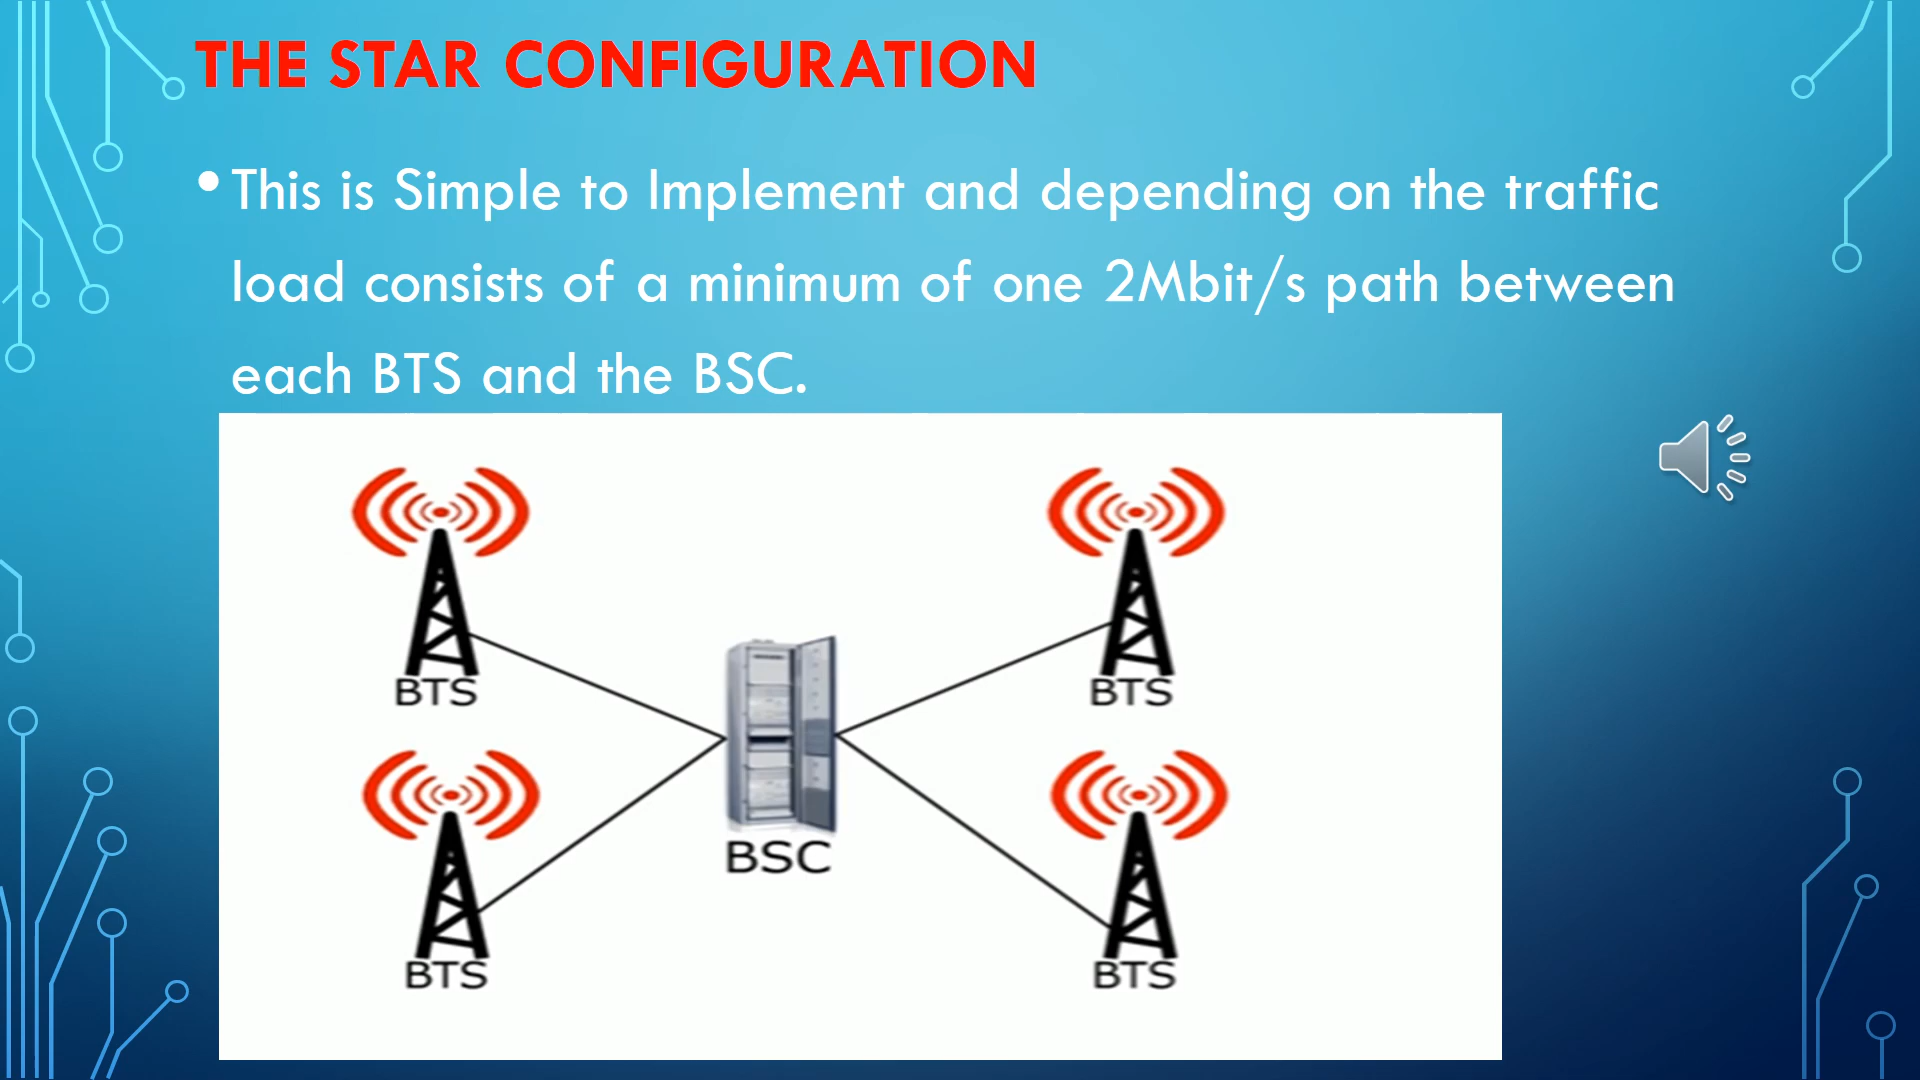 THE STAR CONFIGURATION
• This is Simple to Implement and depending on the traffic
load consists of a minimum of one 2Mbit/s path between
each BTS and the BSC.
BTS
BTS
BSC
BTS
BTS